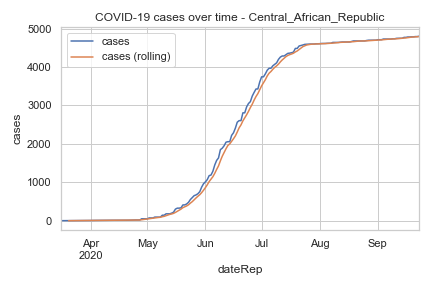 COVID-19 cases over time - Central_African_Republic
cases
cases (rolling)
5000
4000
3000
2000
1000
0
cases
Apr
2020
May
Jun
Jul
Aug
Sep
dateRep